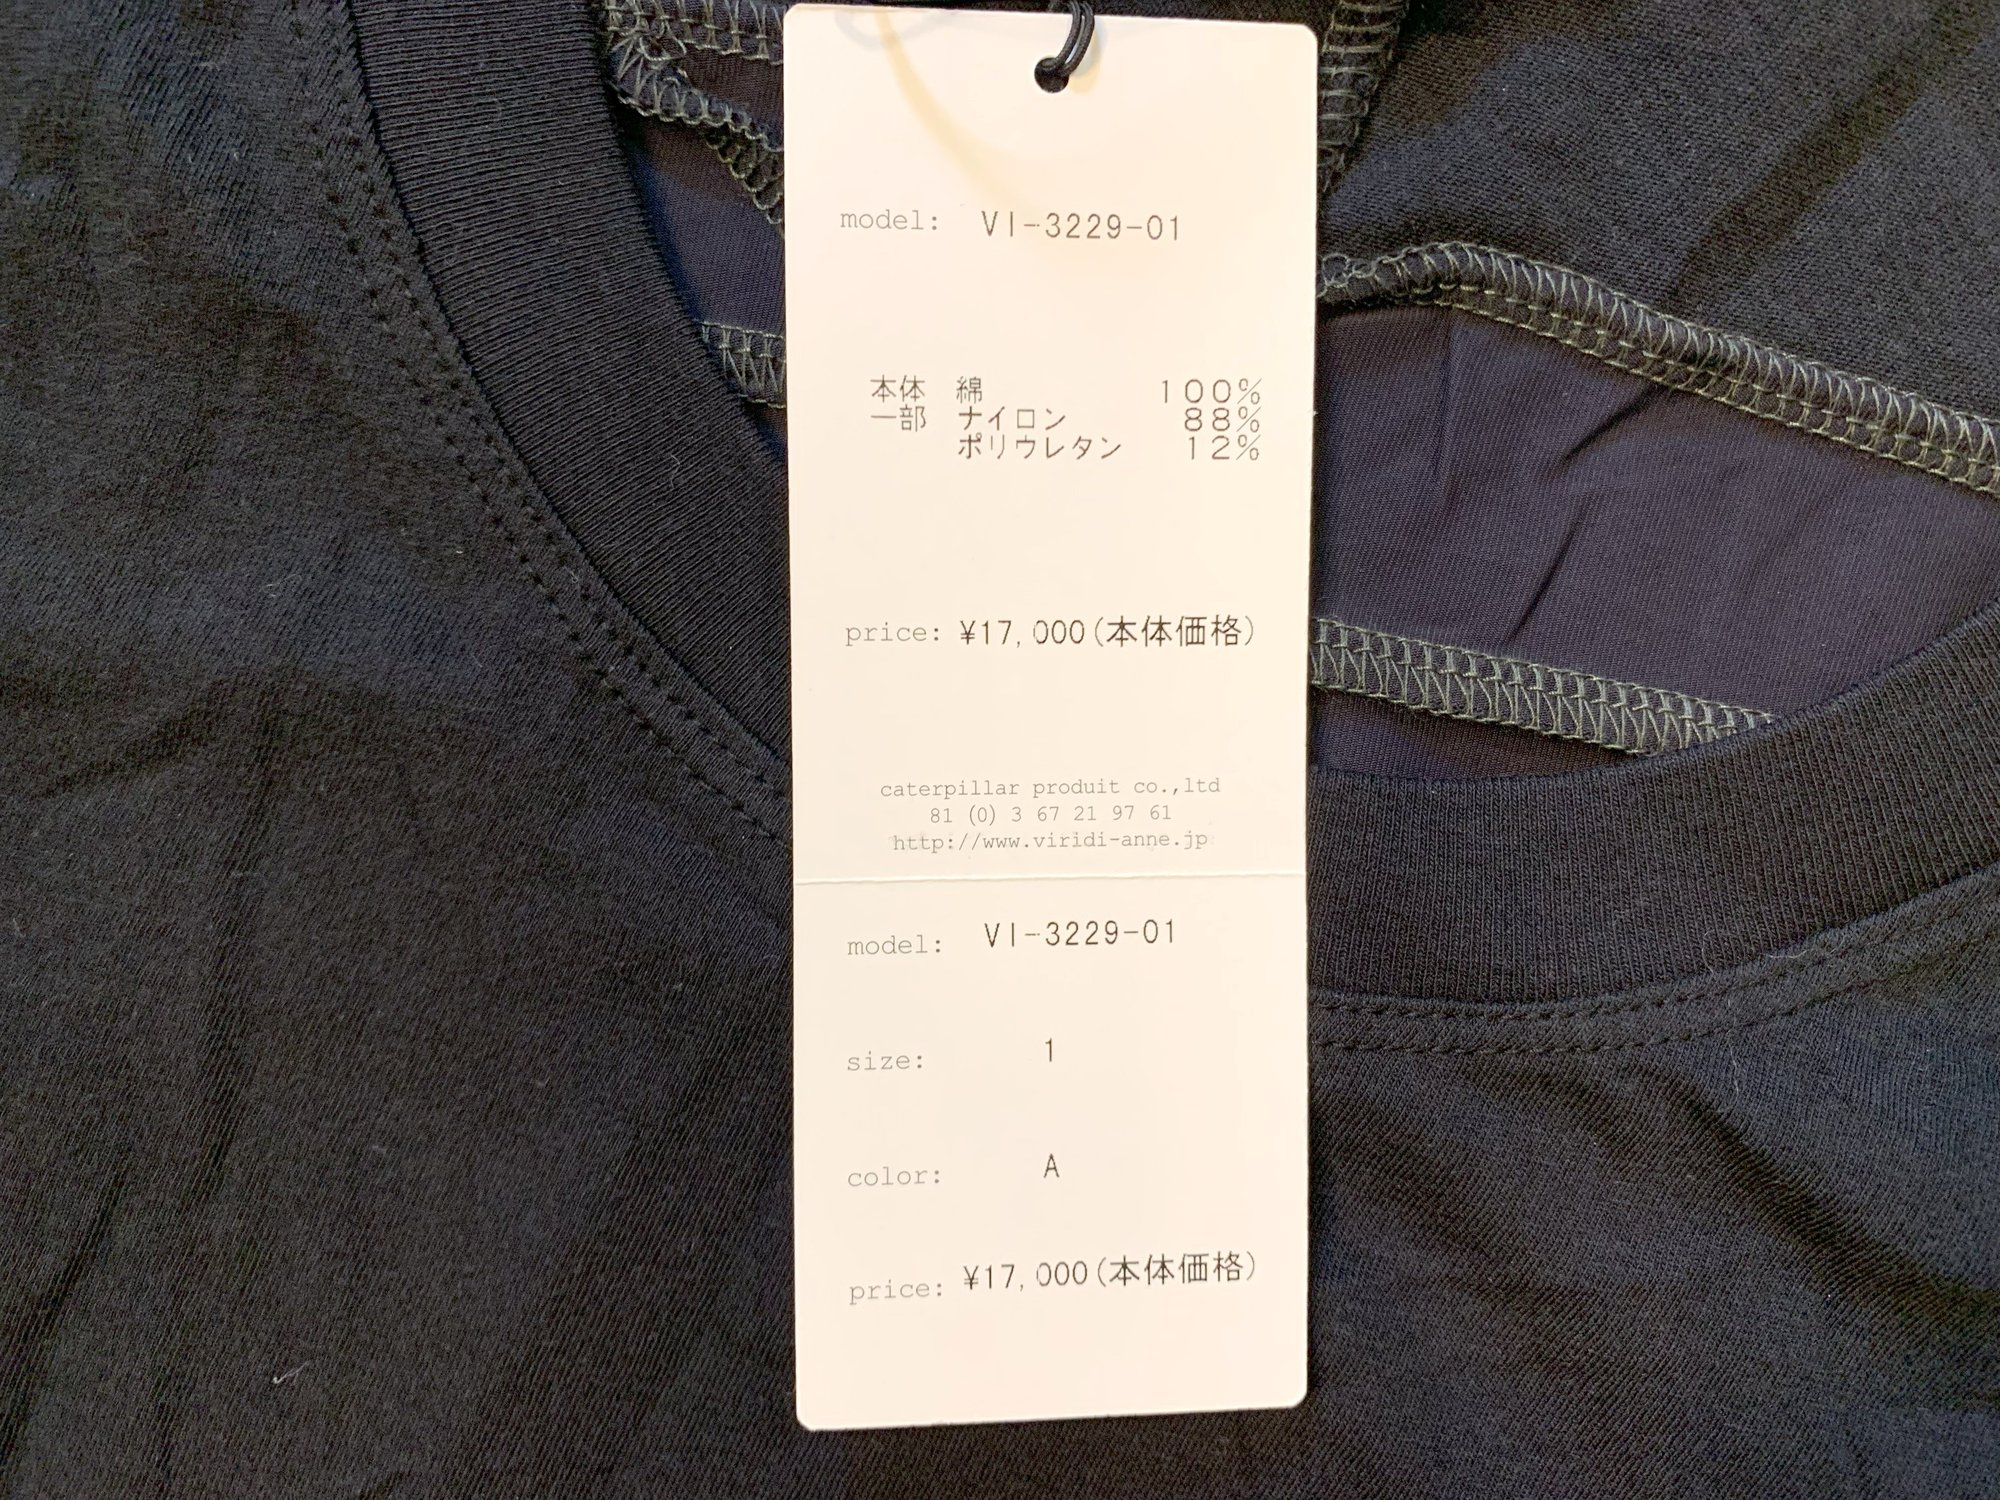 model: VI-3229-01
本体 綿 100%
一部 ナイロン 88%
ポリウレタン 12%
price: ¥17,000(本体価格)
caterpillar produit co.,ltd
81 (0) 3 67 21 97 61
http://www.viridi-anne.jp
model: VI-3229-01
size: 1
color: A
price: ¥17,000(本体価格)